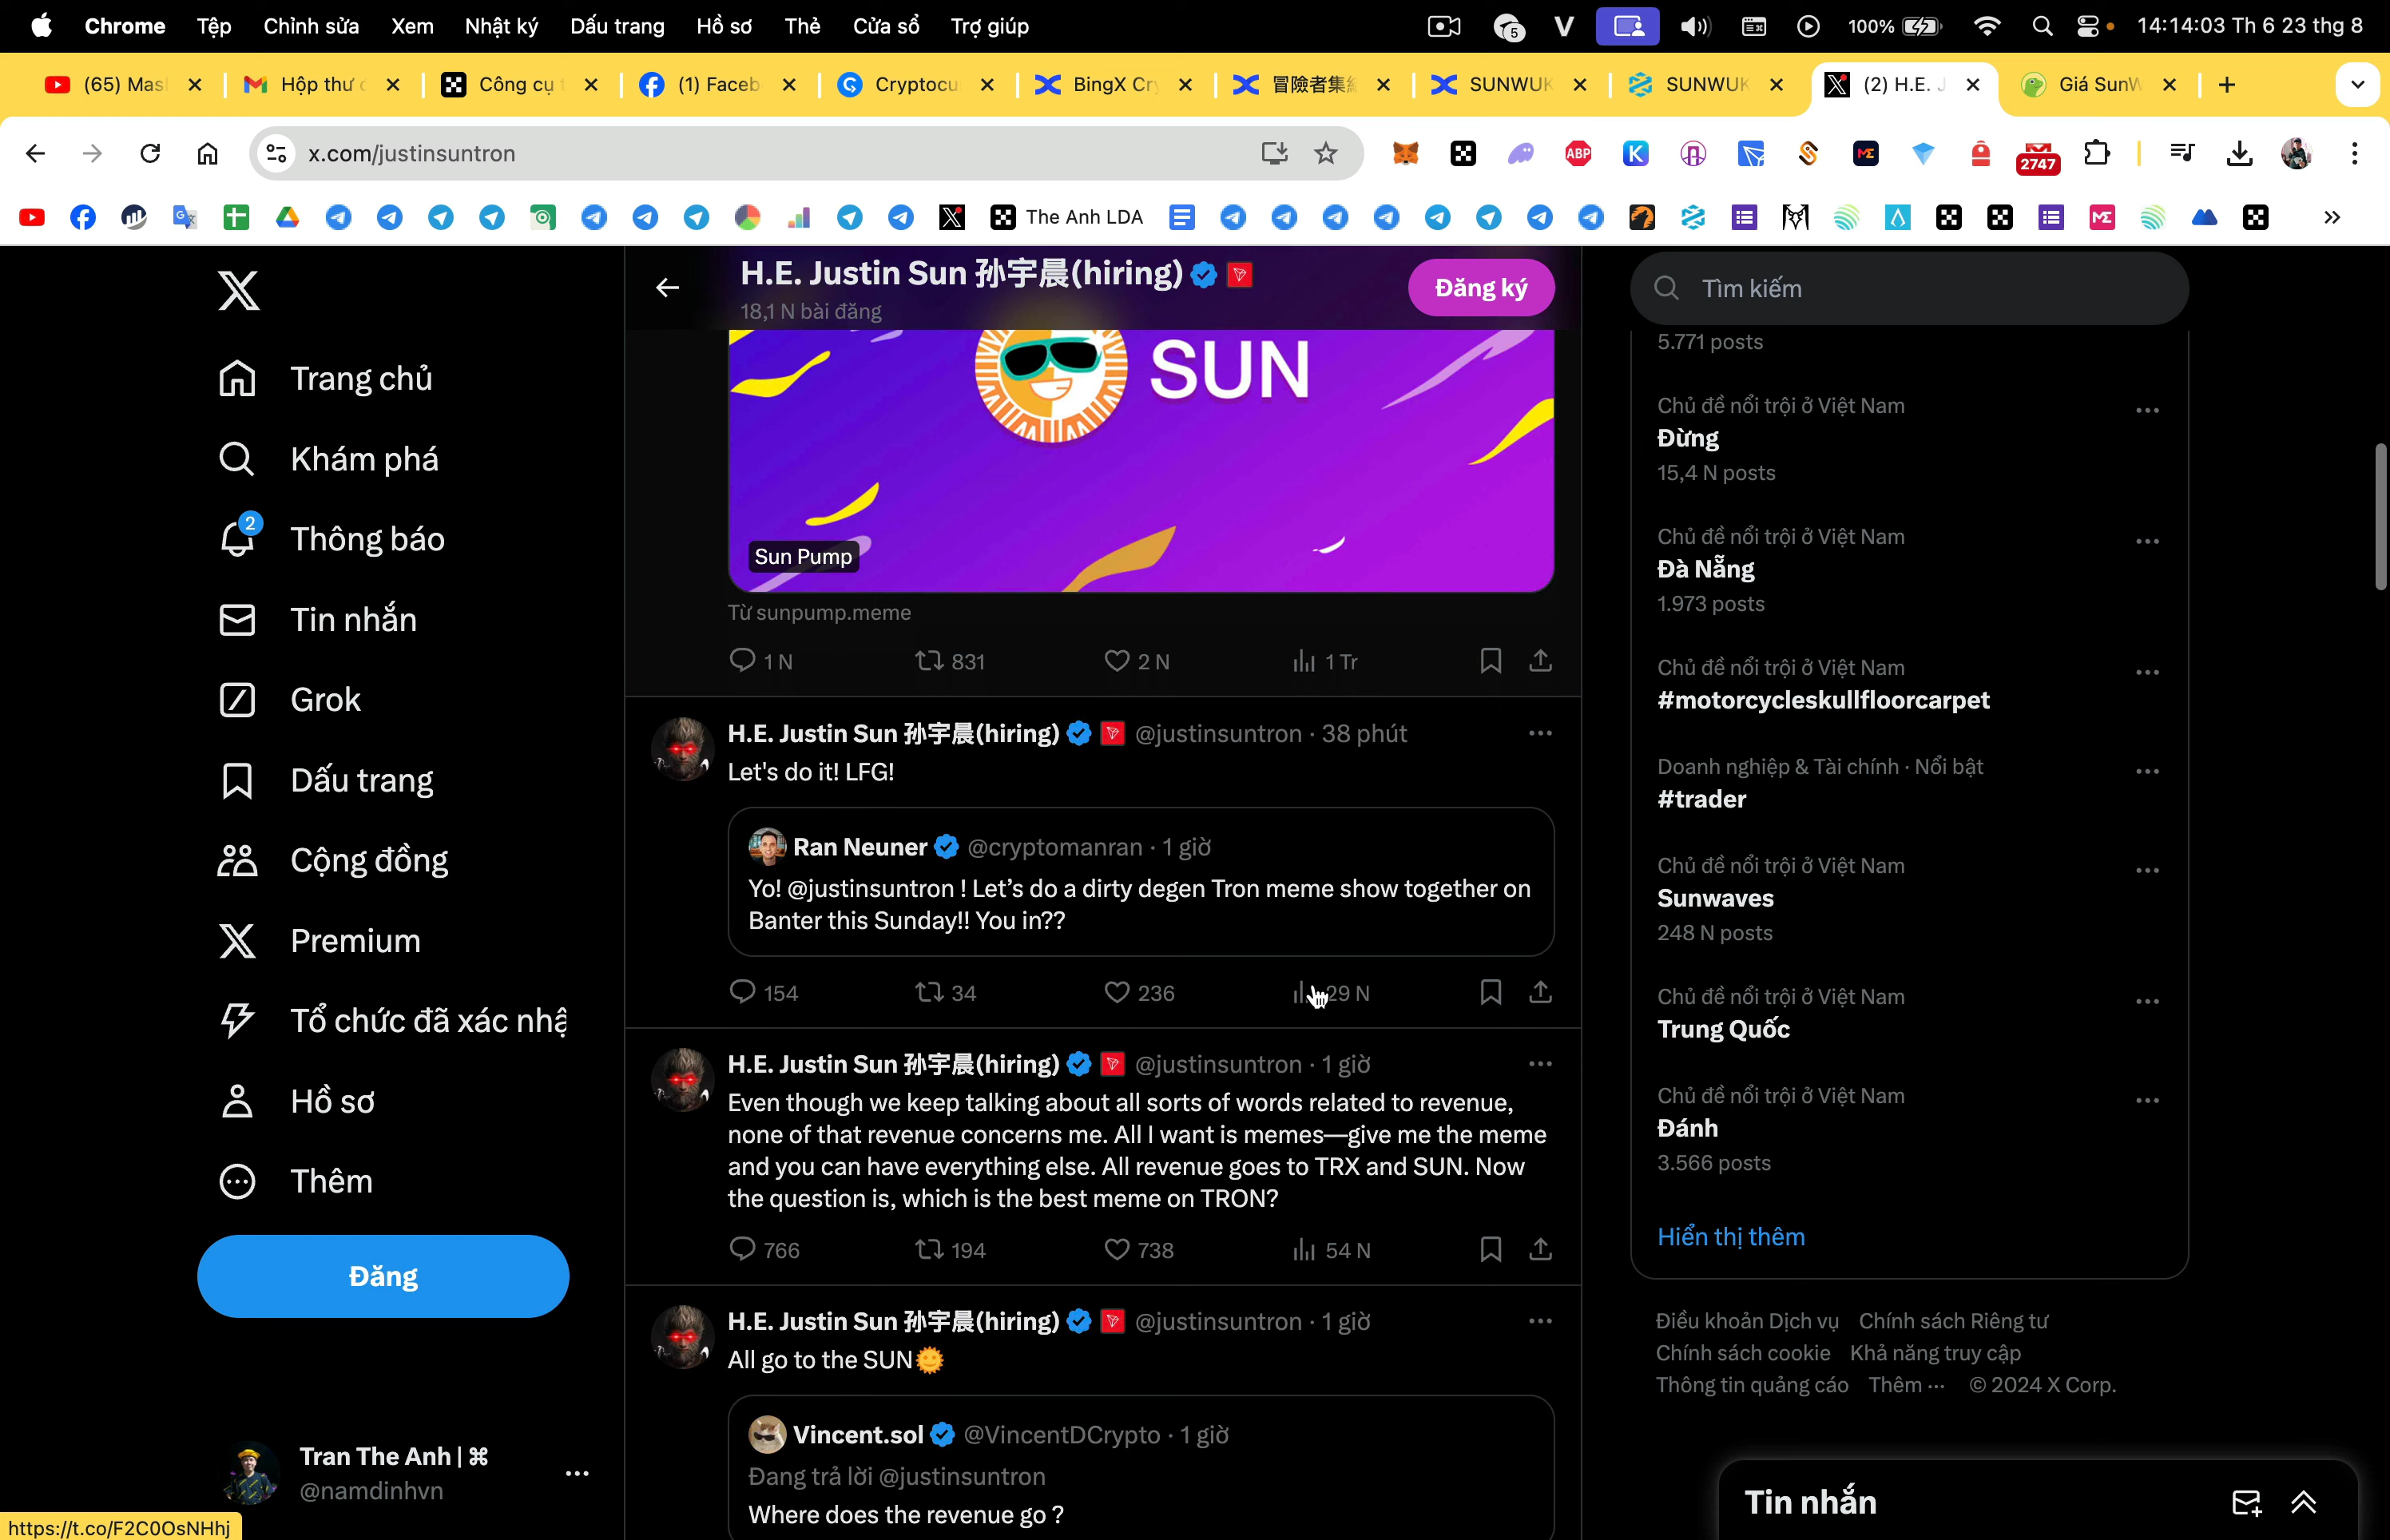 Chrome Tệp Chỉnh sửa Xem Nhật ký Dấu trang Hồ sơ Thẻ Cửa sổ Trợ giúp 5 V 100% 14:14:03 Th 6 23 thg 8
(65) Mas Hộp thư Công cụ (1) Faceb Cryptocu BingX Cry 冒險者集 SUNWUK SUNWUK (2) H.E. J Giá SunW
x.com/justinsuntron ABP K ME 2747
The Anh LDA
H.E. Justin Sun 孙宇晨(hiring)
18,1 N bài đăng
Đăng ký
Trang chủ
Khám phá
2
Thông báo
Tin nhắn
Grok
Dấu trang
Cộng đồng
Premium
Tổ chức đã xác nhậ
Hồ sơ
Thêm
Đăng
Tran The Anh | ⌘
@namdinhvn
https://t.co/F2C0OsNHhj
SUN
Sun Pump
Từ sunpump.meme
1 N 831 2 N 1 Tr
H.E. Justin Sun 孙宇晨(hiring) @justinsuntron · 38 phút
Let's do it! LFG!
Ran Neuner @cryptomanran · 1 giờ
Yo! @justinsuntron ! Let’s do a dirty degen Tron meme show together on
Banter this Sunday!! You in??
154 34 236 29 N
H.E. Justin Sun 孙宇晨(hiring) @justinsuntron · 1 giờ
Even though we keep talking about all sorts of words related to revenue,
none of that revenue concerns me. All I want is memes—give me the meme
and you can have everything else. All revenue goes to TRX and SUN. Now
the question is, which is the best meme on TRON?
766 194 738 54 N
H.E. Justin Sun 孙宇晨(hiring) @justinsuntron · 1 giờ
All go to the SUN🌞
Vincent.sol @VincentDCrypto · 1 giờ
Đang trả lời @justinsuntron
Where does the revenue go ?
Tìm kiếm
5.771 posts
Chủ đề nổi trội ở Việt Nam
Đừng
15,4 N posts
Chủ đề nổi trội ở Việt Nam
Đà Nẵng
1.973 posts
Chủ đề nổi trội ở Việt Nam
#motorcycleskullfloorcarpet
Doanh nghiệp & Tài chính · Nổi bật
#trader
Chủ đề nổi trội ở Việt Nam
Sunwaves
248 N posts
Chủ đề nổi trội ở Việt Nam
Trung Quốc
Chủ đề nổi trội ở Việt Nam
Đánh
3.566 posts
Hiển thị thêm
Điều khoản Dịch vụ Chính sách Riêng tư
Chính sách cookie Khả năng truy cập
Thông tin quảng cáo Thêm ··· © 2024 X Corp.
Tin nhắn